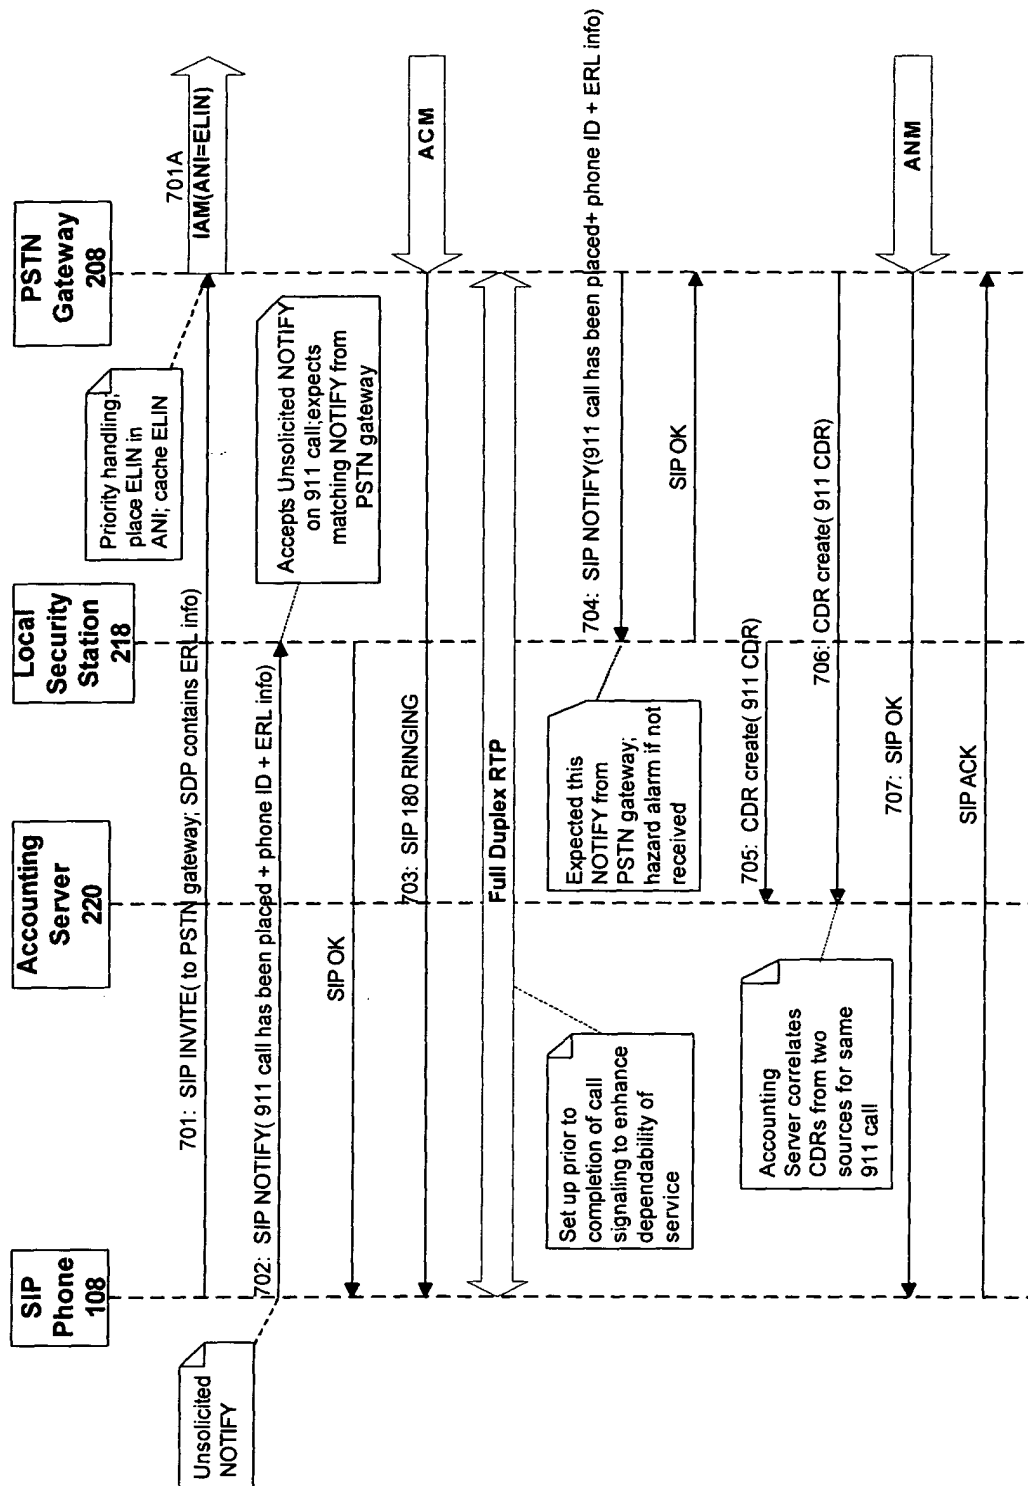 SIP
Phone
108
Accounting
Server
220
Local
Security
Station
218
PSTN
Gateway
208
Unsolicited
NOTIFY
Priority handling;
place ELIN in
ANI; cache ELIN
701: SIP INVITE( to PSTN gateway; SDP contains ERL info)
701A
IAM(ANI=ELIN)
702: SIP NOTIFY( 911 call has been placed + phone ID + ERL info)
Accepts Unsolicited NOTIFY
on 911 call;expects
matching NOTIFY from
PSTN gateway
SIP OK
703: SIP 180 RINGING
ACM
Full Duplex RTP
Set up prior to
completion of call
signaling to enhance
dependability of
service
704: SIP NOTIFY(911 call has been placed+ phone ID + ERL info)
Expected this
NOTIFY from
PSTN gateway;
hazard alarm if not
received
SIP OK
705: CDR create( 911 CDR)
706: CDR create( 911 CDR)
Accounting
Server correlates
CDRs from two
sources for same
911 call
707: SIP OK
ANM
SIP ACK